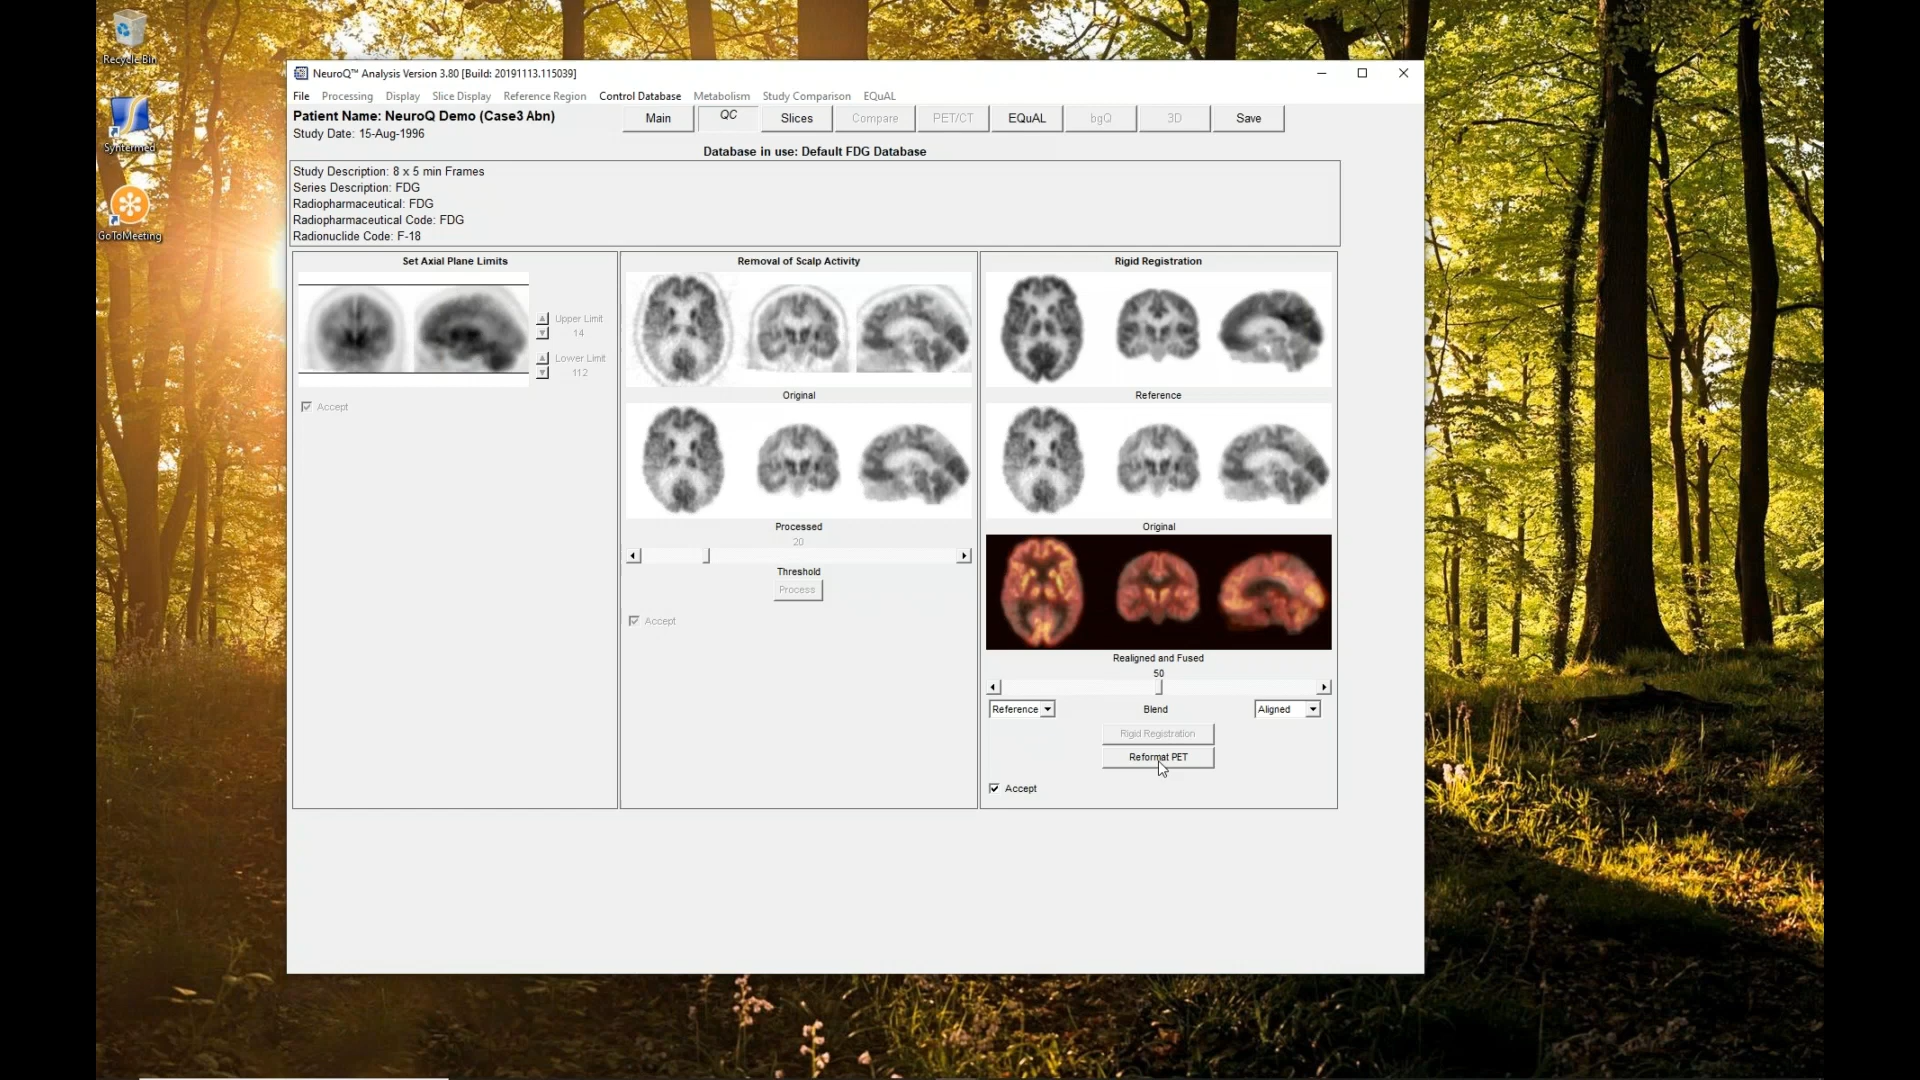 Recycle Bin
Syntermed
GoToMeeting
NeuroQ™ Analysis Version 3.80 [Build: 20191113.115039]
File Processing Display Slice Display Reference Region Control Database Metabolism Study Comparison EQuAL
Patient Name: NeuroQ Demo (Case3 Abn)
Study Date: 15-Aug-1996
Main QC Slices Compare PET/CT EQuAL bgQ 3D Save
Database in use: Default FDG Database
Study Description: 8 x 5 min Frames
Series Description: FDG
Radiopharmaceutical: FDG
Radiopharmaceutical Code: FDG
Radionuclide Code: F-18
Set Axial Plane Limits
Upper Limit
14
Lower Limit
112
Accept
Removal of Scalp Activity
Original
Processed
20
Threshold
Process
Accept
Rigid Registration
Reference
Original
Realigned and Fused
50
Reference Blend Aligned
Rigid Registration
Reformat PET
Accept